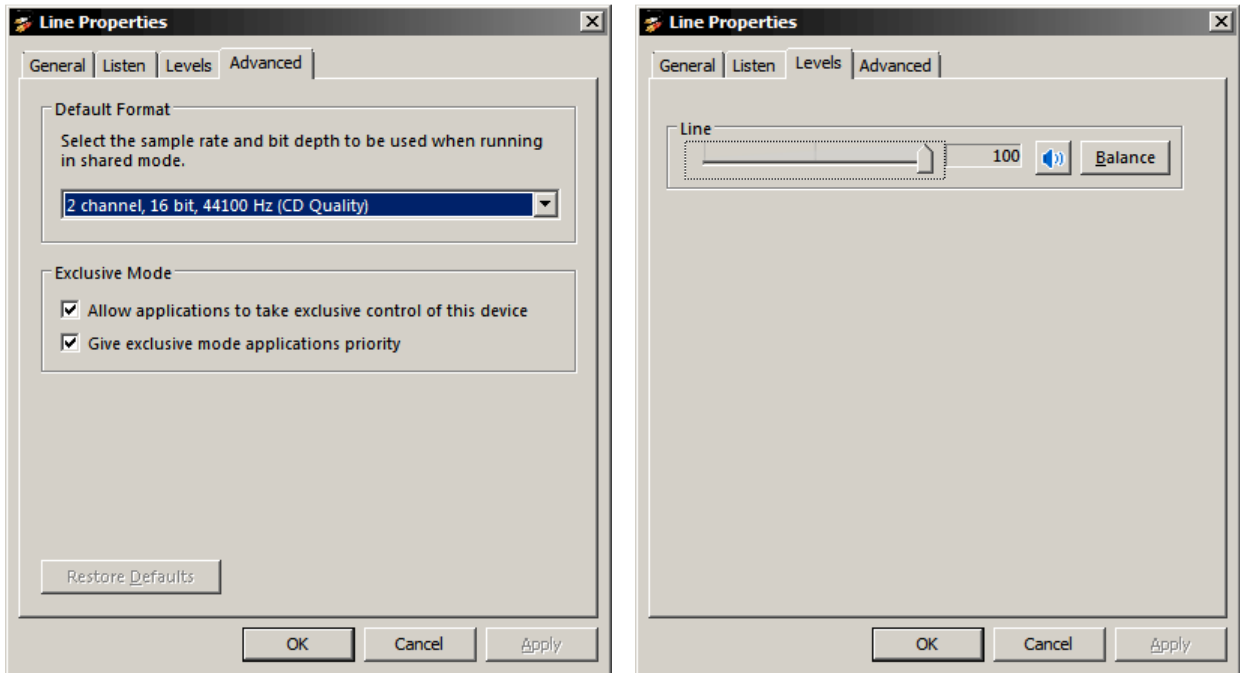 Line Properties
General Listen Levels Advanced
Default Format
Select the sample rate and bit depth to be used when running
in shared mode.
2 channel, 16 bit, 44100 Hz (CD Quality)
Exclusive Mode
Allow applications to take exclusive control of this device
Give exclusive mode applications priority
Restore Defaults
OK Cancel Apply
Line Properties
General Listen Levels Advanced
Line
100 Balance
OK Cancel Apply